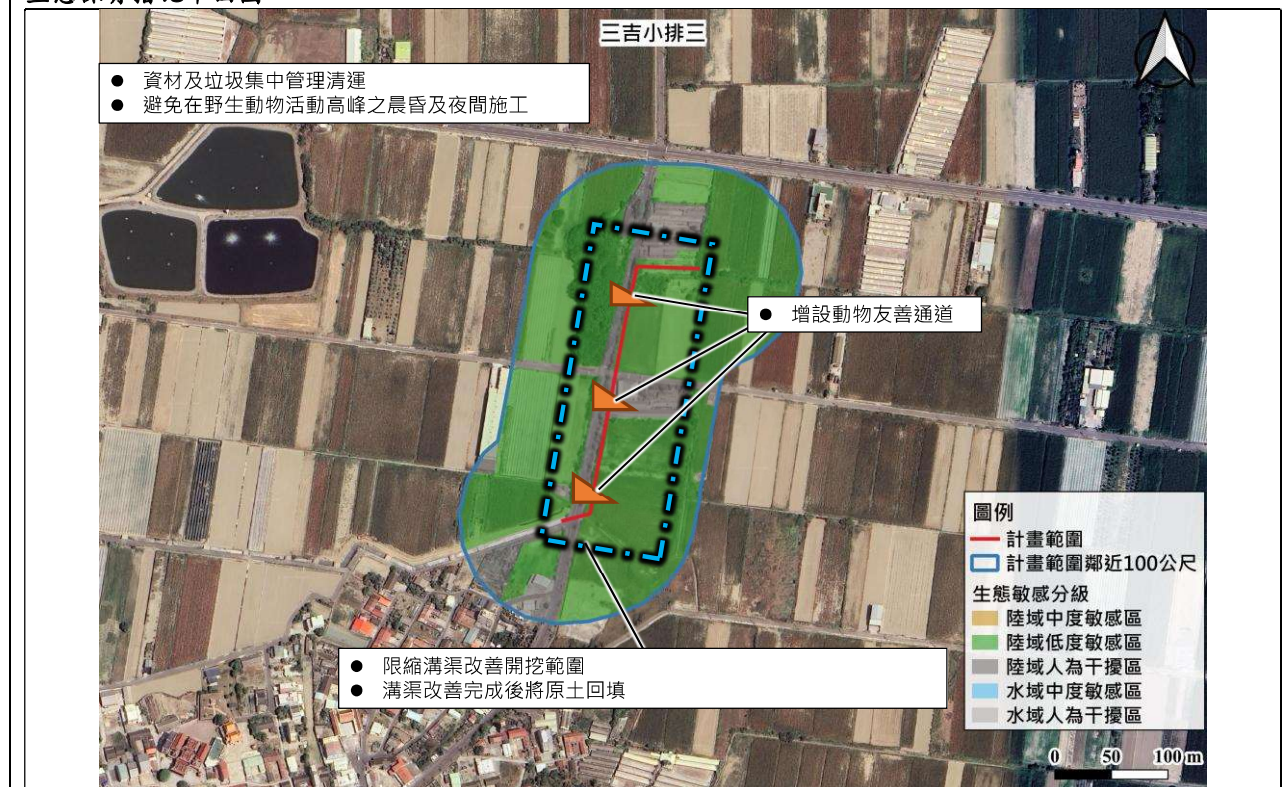 三吉小排三
● 資材及垃圾集中管理清運
● 避免在野生動物活動高峰之晨昏及夜間施工
● 增設動物友善通道
● 限縮溝渠改善開挖範圍
● 溝渠改善完成後將原土回填
圖例
計畫範圍
計畫範圍鄰近100公尺
生態敏感分級
陸域中度敏感區
陸域低度敏感區
陸域人為干擾區
水域中度敏感區
水域人為干擾區
0 50 100 m